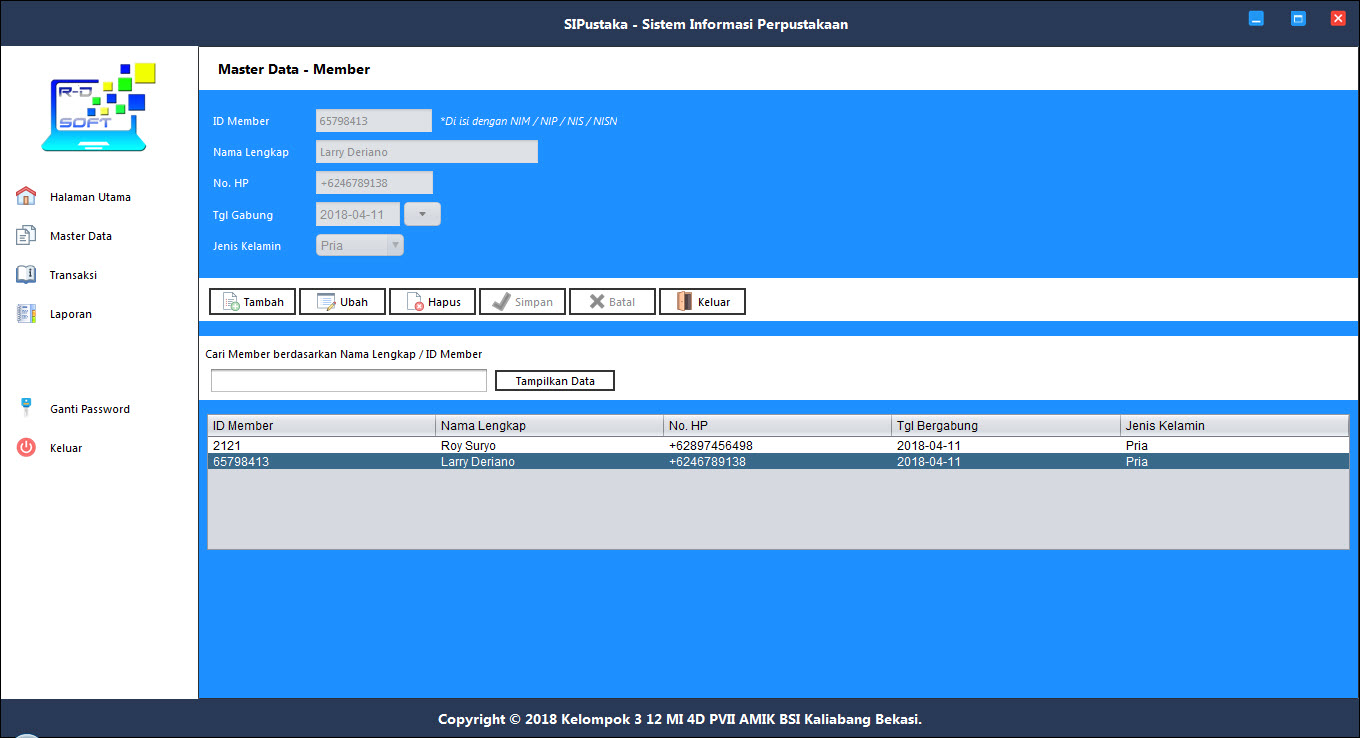 SIPustaka - Sistem Informasi Perpustakaan
R-D
SOFT
Halaman Utama
Master Data
Transaksi
Laporan
Ganti Password
Keluar
Master Data - Member
ID Member 65798413 *Di isi dengan NIM / NIP / NIS / NISN
Nama Lengkap Larry Deriano
No. HP +6246789138
Tgl Gabung 2018-04-11
Jenis Kelamin Pria
Tambah Ubah Hapus Simpan Batal Keluar
Cari Member berdasarkan Nama Lengkap / ID Member
Tampilkan Data
ID Member Nama Lengkap No. HP Tgl Bergabung Jenis Kelamin
2121 Roy Suryo +62897456498 2018-04-11 Pria
65798413 Larry Deriano +6246789138 2018-04-11 Pria
Copyright © 2018 Kelompok 3 12 MI 4D PVII AMIK BSI Kaliabang Bekasi.